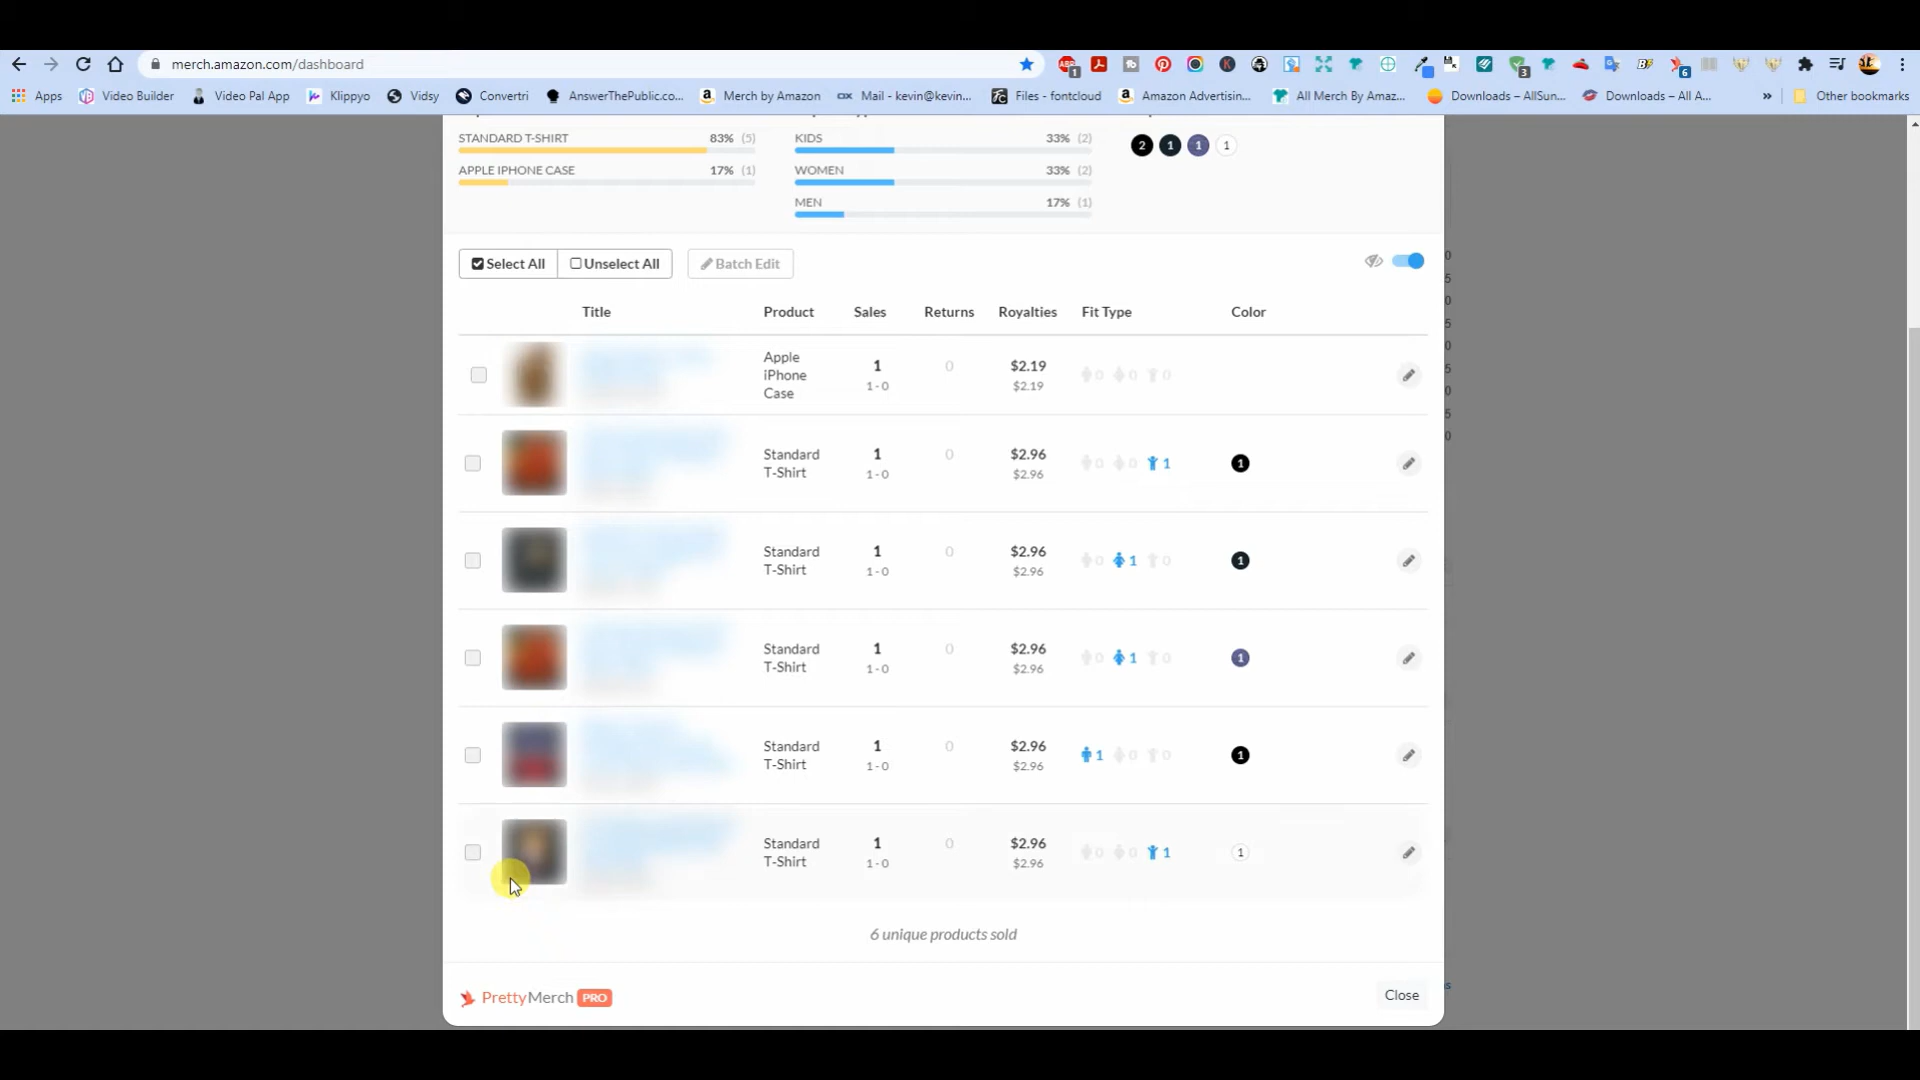 merch.amazon.com/dashboard
Apps Video Builder Video Pal App Klippyo Vidsy Convertri AnswerThePublic.co... Merch by Amazon Mail - kevin@kevin... Files - fontcloud Amazon Advertisin... All Merch By Amaz... Downloads – AllSun... Downloads – All A... » Other bookmarks
STANDARD T-SHIRT 83% (5)
APPLE IPHONE CASE 17% (1)
KIDS 33% (2)
WOMEN 33% (2)
MEN 17% (1)
2 1 1 1
Select All Unselect All Batch Edit
Title Product Sales Returns Royalties Fit Type Color
Apple iPhone Case 1 0 $2.19 0 0 0
1 - 0 $2.19
Standard T-Shirt 1 0 $2.96 0 0 1 1
1 - 0 $2.96
Standard T-Shirt 1 0 $2.96 0 1 0 1
1 - 0 $2.96
Standard T-Shirt 1 0 $2.96 0 1 0 1
1 - 0 $2.96
Standard T-Shirt 1 0 $2.96 1 0 0 1
1 - 0 $2.96
Standard T-Shirt 1 0 $2.96 0 0 1 1
1 - 0 $2.96
6 unique products sold
PrettyMerch PRO
Close